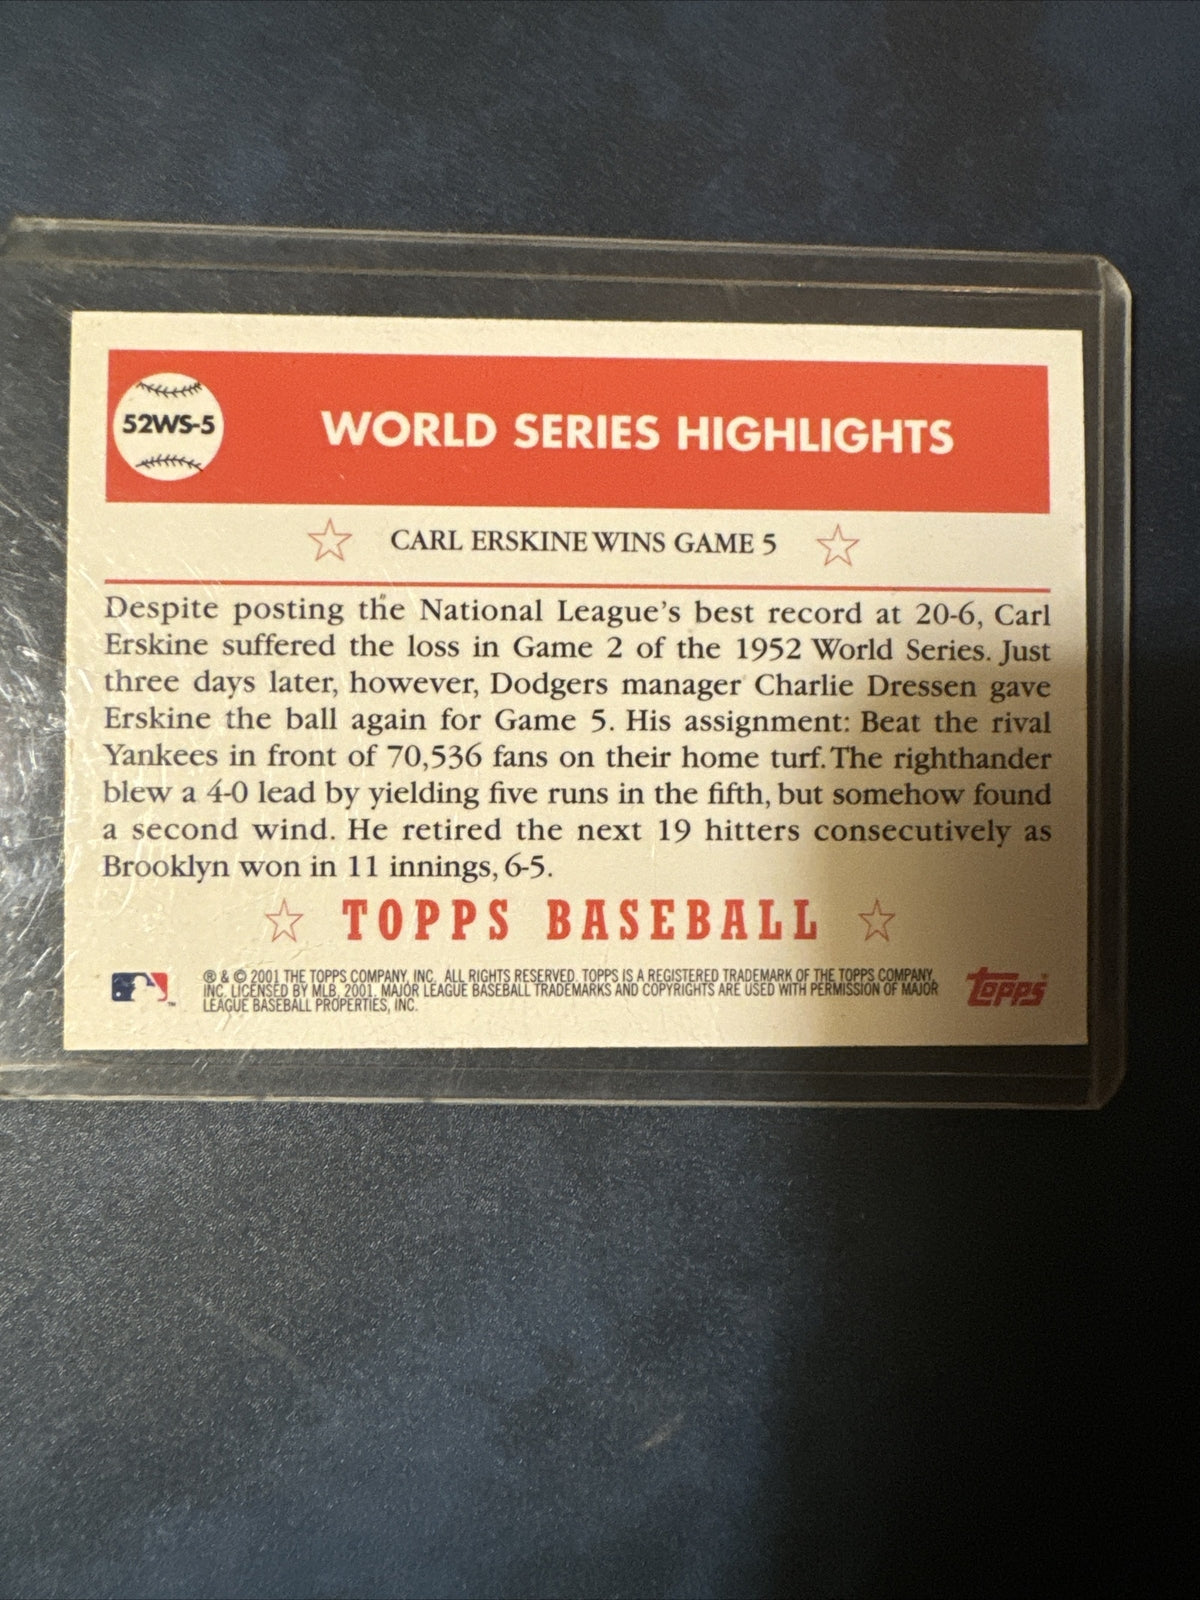 52WS-5
WORLD SERIES HIGHLIGHTS
CARL ERSKINE WINS GAME 5
Despite posting the National League's best record at 20-6, Carl
Erskine suffered the loss in Game 2 of the 1952 World Series. Just
three days later, however, Dodgers manager Charlie Dressen gave
Erskine the ball again for Game 5. His assignment: Beat the rival
Yankees in front of 70,536 fans on their home turf. The righthander
blew a 4-0 lead by yielding five runs in the fifth, but somehow found
a second wind. He retired the next 19 hitters consecutively as
Brooklyn won in 11 innings, 6-5.
TOPPS BASEBALL
® & © 2001 THE TOPPS COMPANY, INC. ALL RIGHTS RESERVED. TOPPS IS A REGISTERED TRADEMARK OF THE TOPPS COMPANY,
INC. LICENSED BY MLB, 2001. MAJOR LEAGUE BASEBALL TRADEMARKS AND COPYRIGHTS ARE USED WITH PERMISSION OF MAJOR
LEAGUE BASEBALL PROPERTIES, INC.
™
Topps®